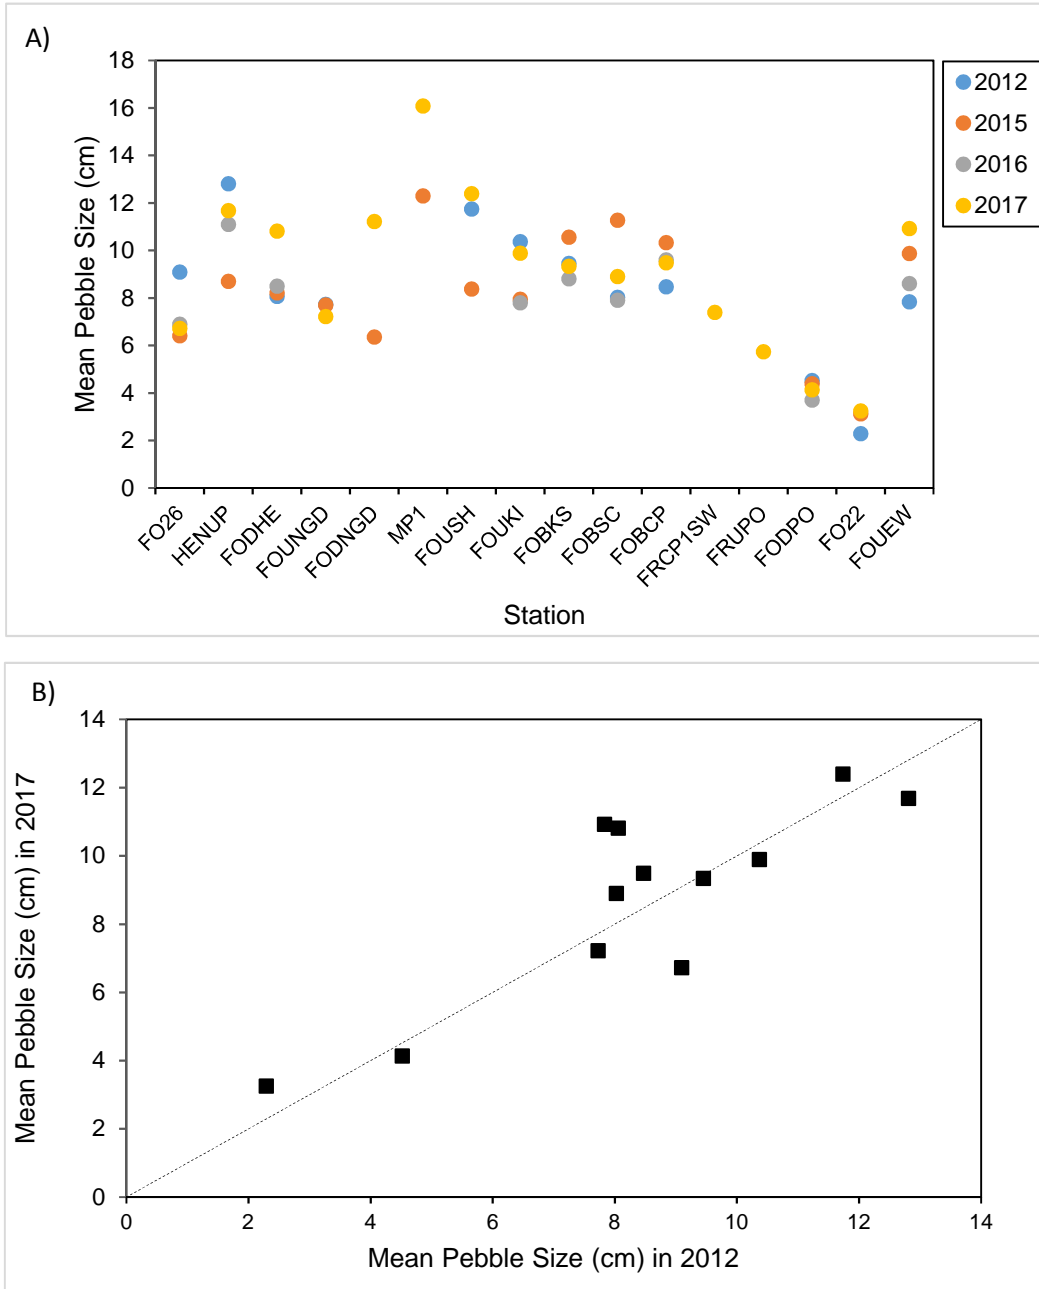 A)
Mean Pebble Size (cm)
18
16
14
12
10
8
6
4
2
0
2012
2015
2016
2017
FO26
HENUP
FODHE
FOUNGD
FODNGD
MP1
FOUSH
FOUKI
FOBKS
FOBSC
FOBCP
FRCP1SW
FRUPO
FODPO
FO22
FOUEW
Station
B)
Mean Pebble Size (cm) in 2017
14
12
10
8
6
4
2
0
0 2 4 6 8 10 12 14
Mean Pebble Size (cm) in 2012